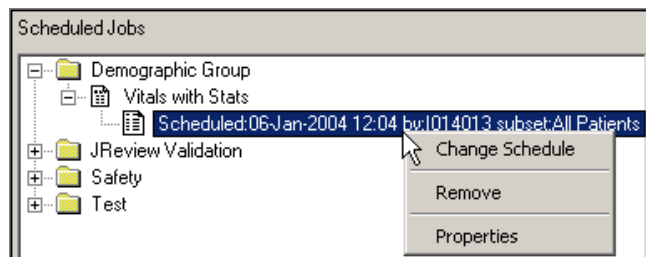 Scheduled Jobs
Demographic Group
Vitals with Stats
Scheduled:06-Jan-2004 12:04 by:I014013 subset:All Patients
JReview Validation
Change Schedule
Safety
Remove
Test
Properties